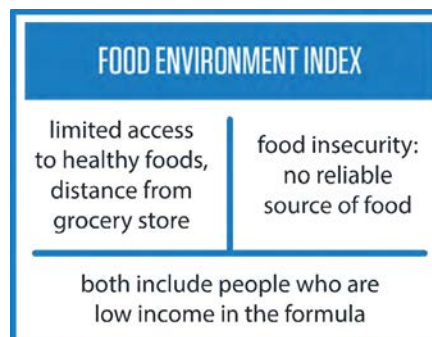 FOOD ENVIRONMENT INDEX
limited access
to healthy foods,
distance from
grocery store
food insecurity:
no reliable
source of food
both include people who are
low income in the formula